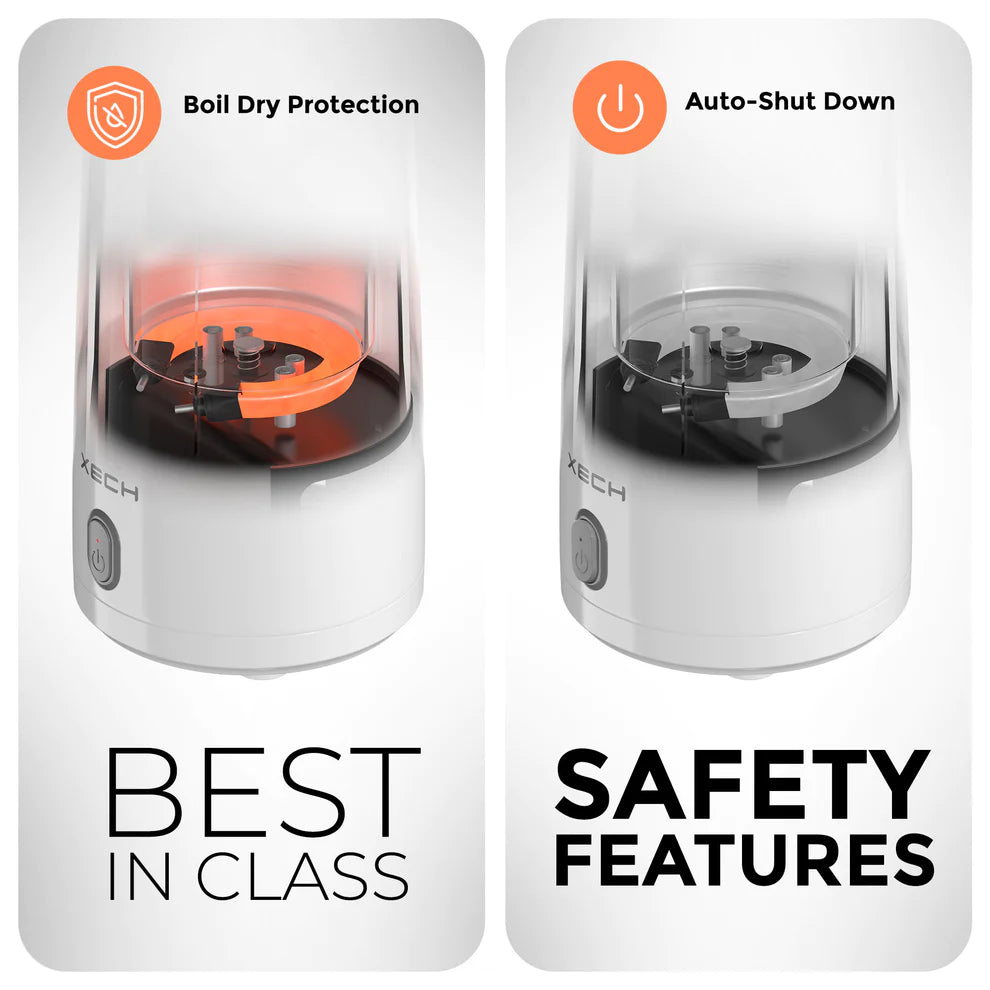 Boil Dry Protection
XECH
BEST
IN CLASS
Auto-Shut Down
XECH
SAFETY
FEATURES